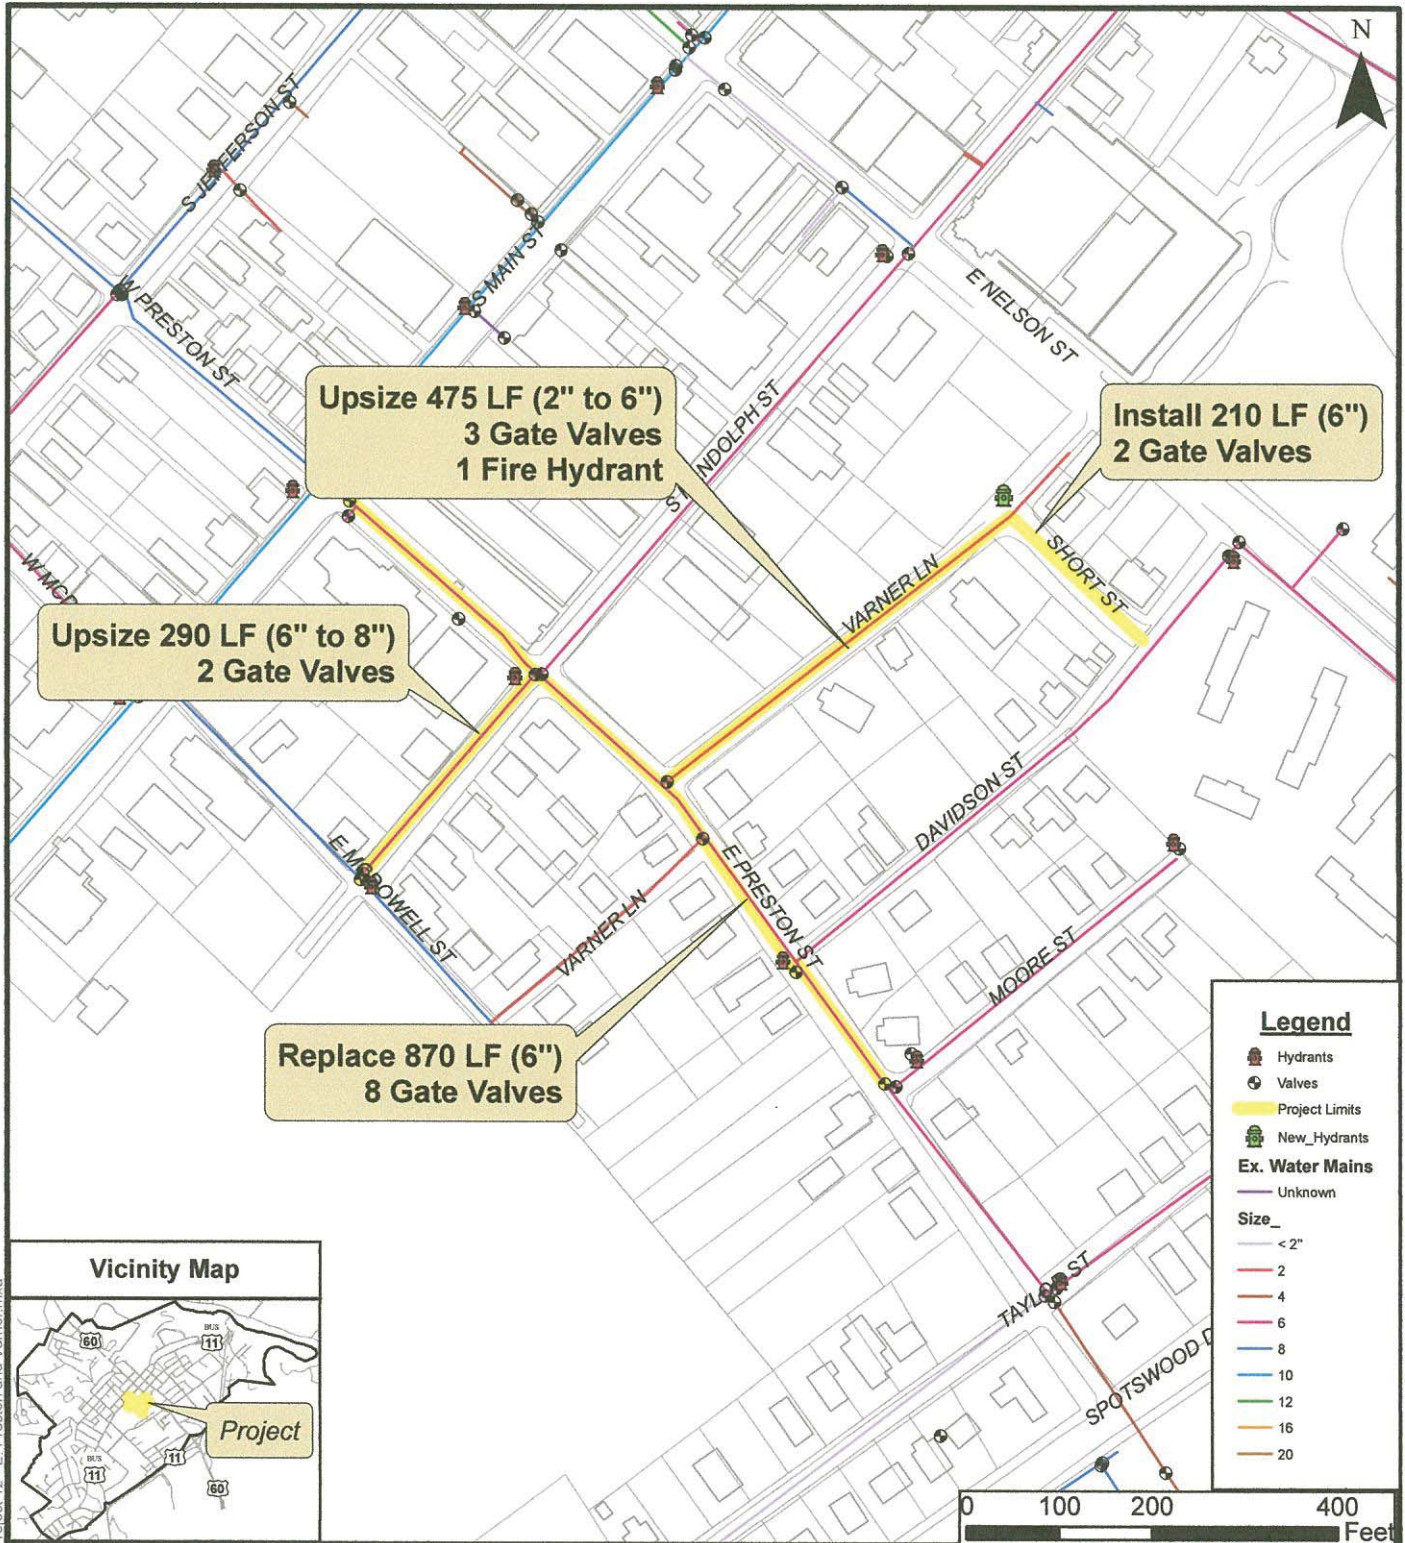 N
S JEFFERSON ST
W PRESTON ST
S MAIN ST
E NELSON ST
Upsize 475 LF (2" to 6")
3 Gate Valves
1 Fire Hydrant
NDOLPH ST
Install 210 LF (6")
2 Gate Valves
SHORT ST
VARNER LN
Upsize 290 LF (6" to 8")
2 Gate Valves
DAVIDSON ST
E PRESTON ST
VARNER LN
MOORE ST
Replace 870 LF (6")
8 Gate Valves
SPOTSWOOD D
Legend
Hydrants
Valves
Project Limits
New_Hydrants
Ex. Water Mains
Unknown
Size_
< 2"
2
4
6
8
10
12
16
20
Vicinity Map
60
BUS
11
Project
BUS
11
11
60
0 100 200 400
Feet